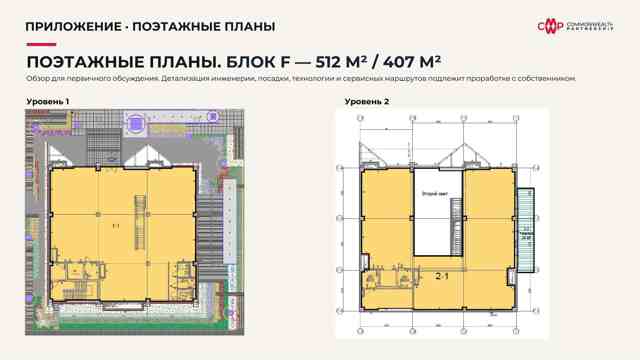 ПРИЛОЖЕНИЕ · ПОЭТАЖНЫЕ ПЛАНЫ
CWP COMMONWEALTH
PARTNERSHIP
ПОЭТАЖНЫЕ ПЛАНЫ. БЛОК F — 512 М² / 407 М²
Обзор для первичного обсуждения. Детализация инженерии, посадки, технологии и сервисных маршрутов подлежит проработке с собственником.
Уровень 1
Уровень 2
Второй свет
1-1
2-1